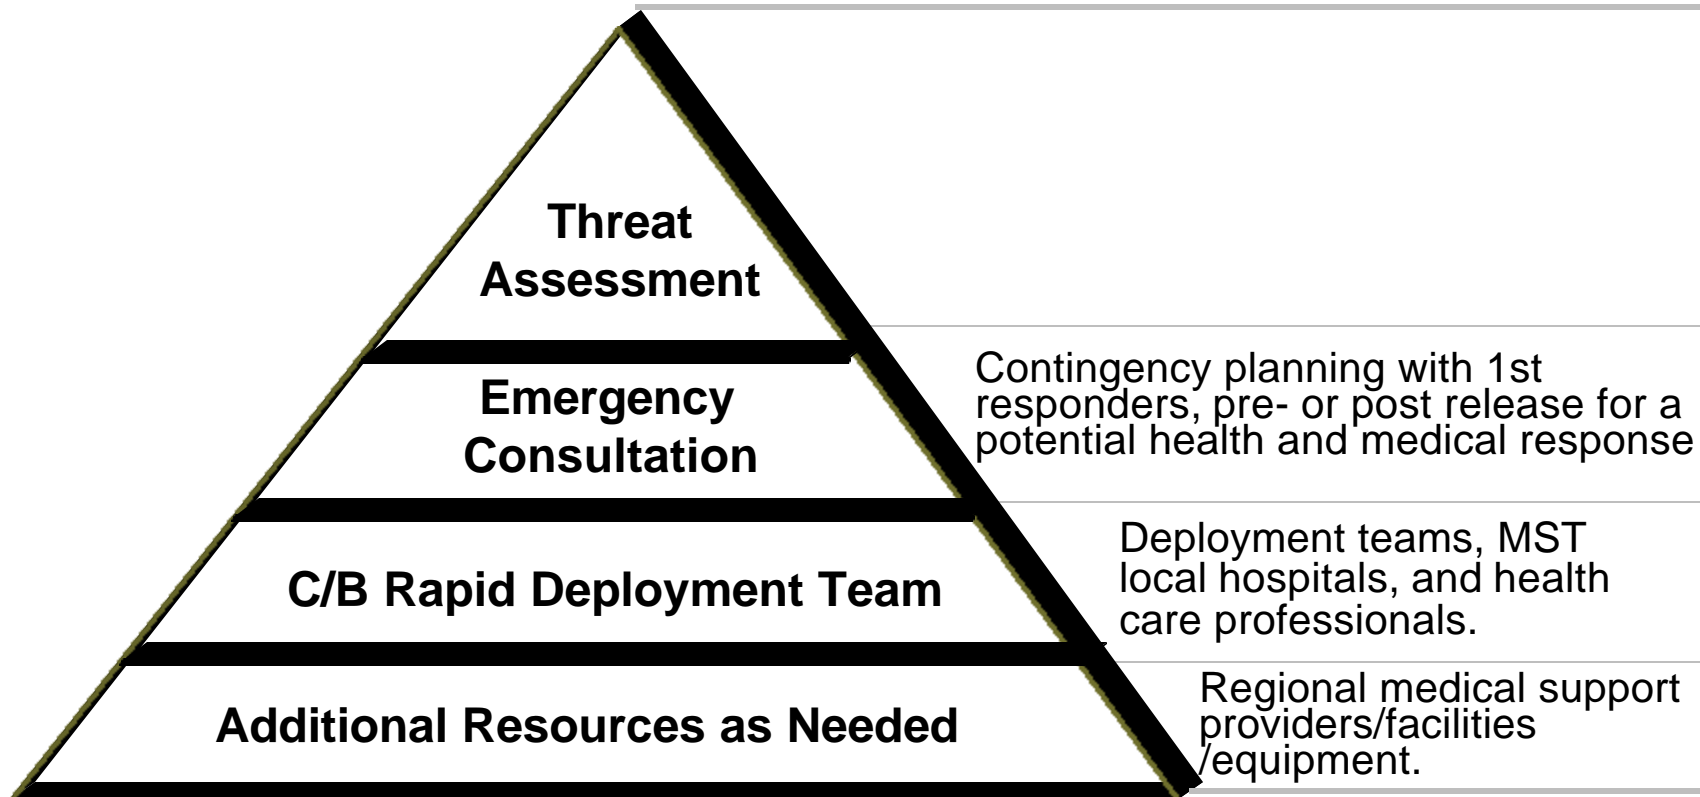 Threat
Assessment
Emergency
Consultation
Contingency planning with 1st
responders, pre- or post release for a
potential health and medical response
C/B Rapid Deployment Team
Deployment teams, MST
local hospitals, and health
care professionals.
Additional Resources as Needed
Regional medical support
providers/facilities
/equipment.